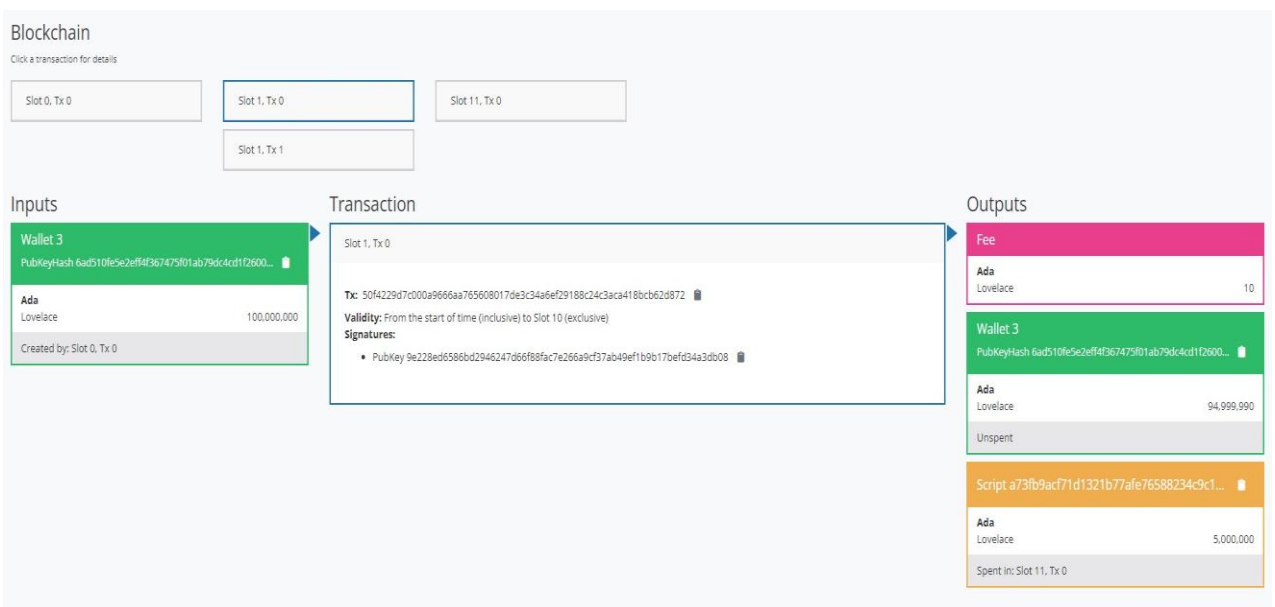 Blockchain
Click a transaction for details
Slot 0, Tx 0
Slot 1, Tx 0
Slot 11, Tx 0
Slot 1, Tx 1
Inputs
Wallet 3
PubKeyHash 6ad510fe5e2eff4f367475f01ab79dc4cd1f2600...
Ada
Lovelace 100,000,000
Created by: Slot 0, Tx 0
Transaction
Slot 1, Tx 0
Tx: 50f4229d7c000a9666aa765608017de3c34a6ef29188c24c3aca418bcb62d872
Validity: From the start of time (inclusive) to Slot 10 (exclusive)
Signatures:
• PubKey 9e228ed6586bd2946247d66f88fac7e266a9cf37ab49ef1b9b17befd34a3db08
Outputs
Fee
Ada
Lovelace 10
Wallet 3
PubKeyHash 6ad510fe5e2eff4f367475f01ab79dc4cd1f2600...
Ada
Lovelace 94,999,990
Unspent
Script a73fb9acf71d1321b77afe76588234c9c1...
Ada
Lovelace 5,000,000
Spent in: Slot 11, Tx 0